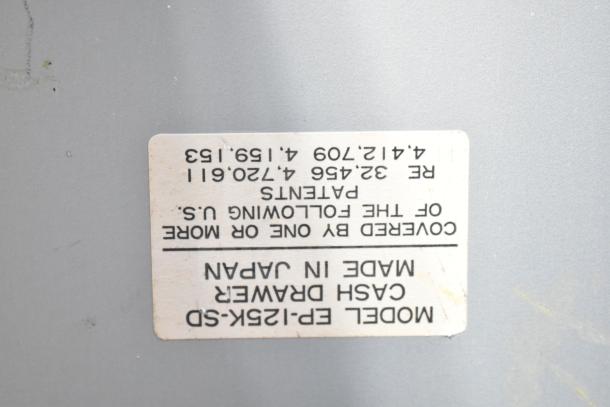 MODEL EP-125K-SD
CASH DRAWER
MADE IN JAPAN
COVERED BY ONE OR MORE
OF THE FOLLOWING U.S.
PATENTS
RE 32,456 4,720,611
4,412,709 4,159,153